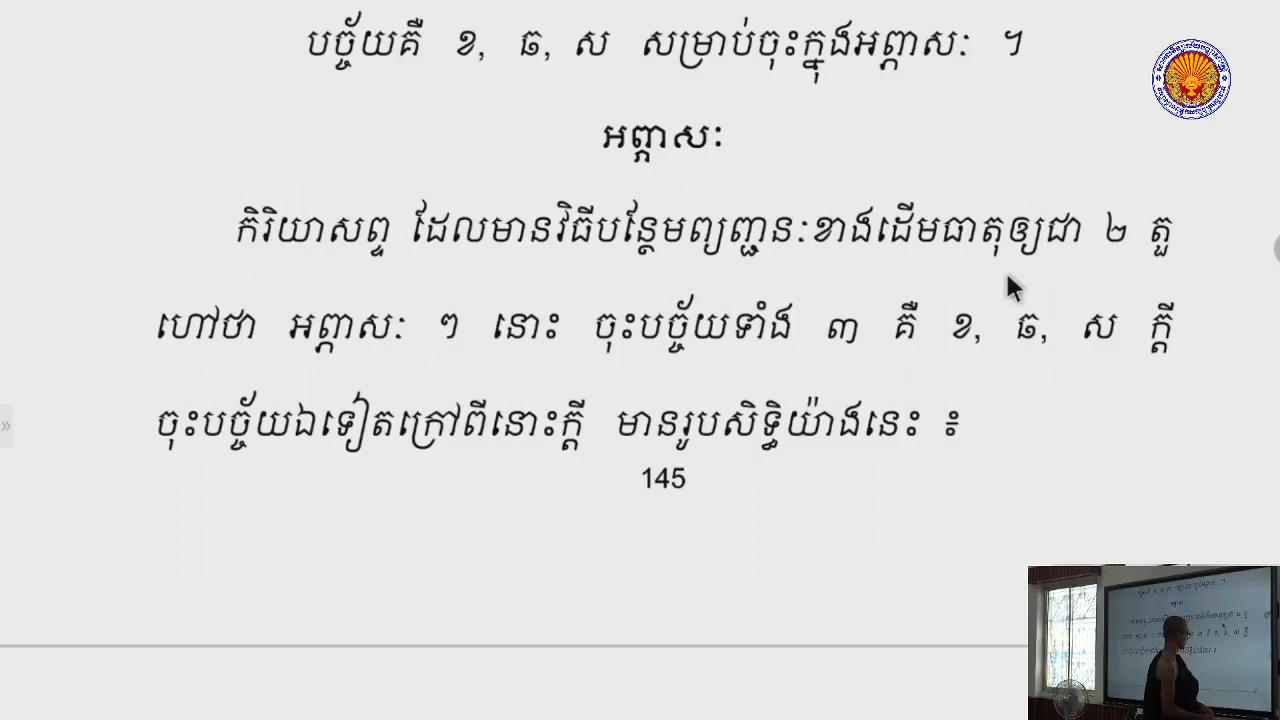 បច្ច័យគឺ ខ, ឆ, ស សម្រាប់ចុះក្នុងអព្ភាសៈ ។
អព្ភាសៈ
កិរិយាសព្ទ ដែលមានវិធីបន្ថែមព្យញ្ជនៈខាងដើមធាតុឲ្យជា ២ តួ
ហៅថា អព្ភាសៈ ៗ នោះ ចុះបច្ច័យទាំង ៣ គឺ ខ, ឆ, ស ក្តី
ចុះបច្ច័យឯទៀតក្រៅពីនោះក្តី មានរូបសិទ្ធិយ៉ាងនេះ ៖
145